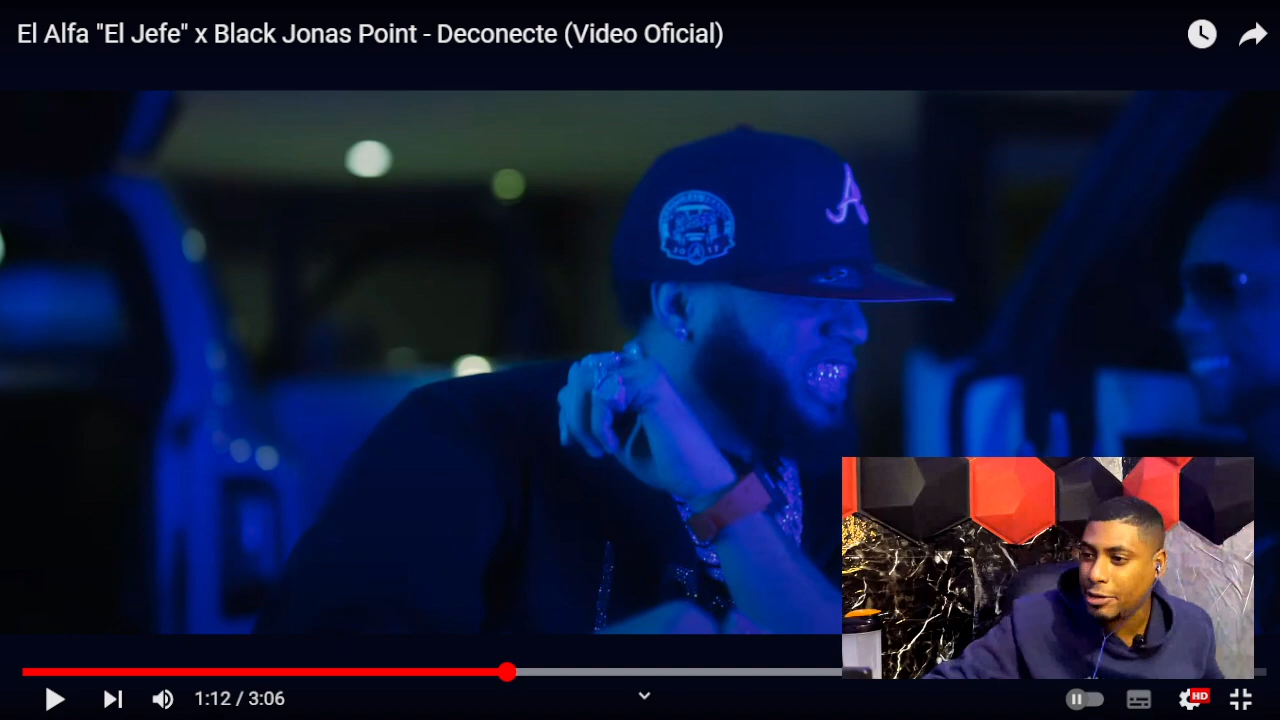 El Alfa "El Jefe" x Black Jonas Point - Deconecte (Video Oficial)
A
1:12 / 3:06
HD